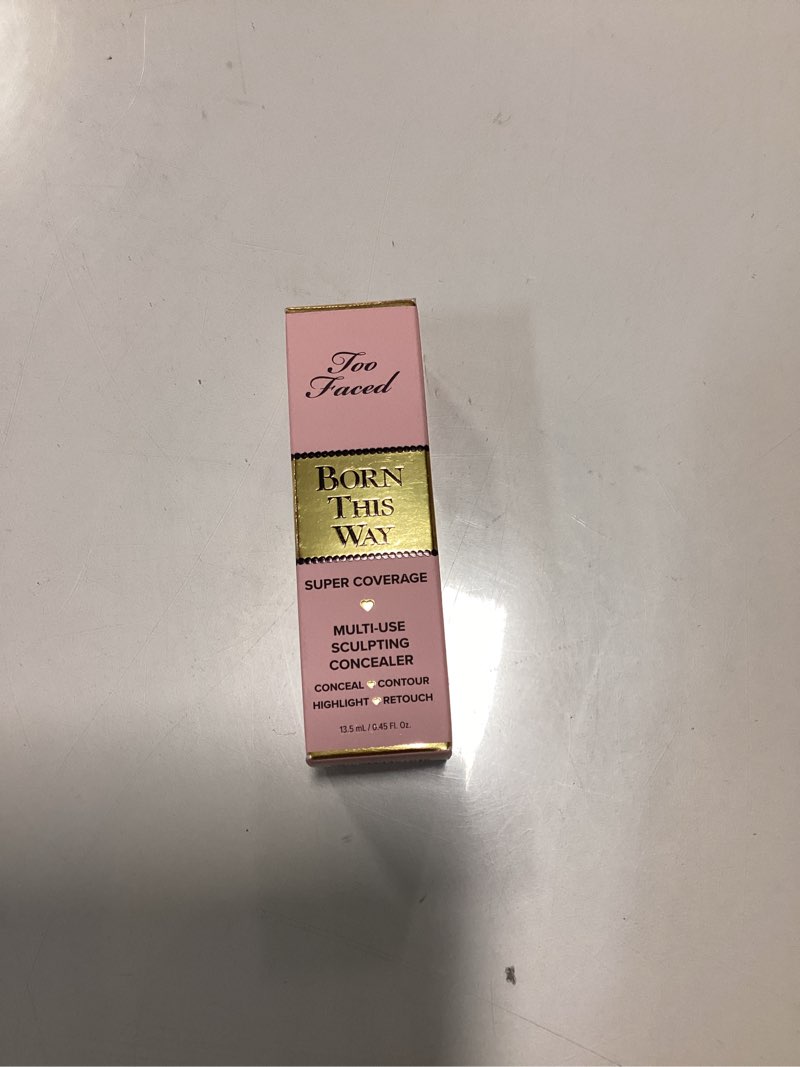 Too
Faced
BORN
THIS
WAY
SUPER COVERAGE
MULTI-USE
SCULPTING
CONCEALER
CONCEAL CONTOUR
HIGHLIGHT RETOUCH
13.5 mL / 0.45 Fl. Oz.